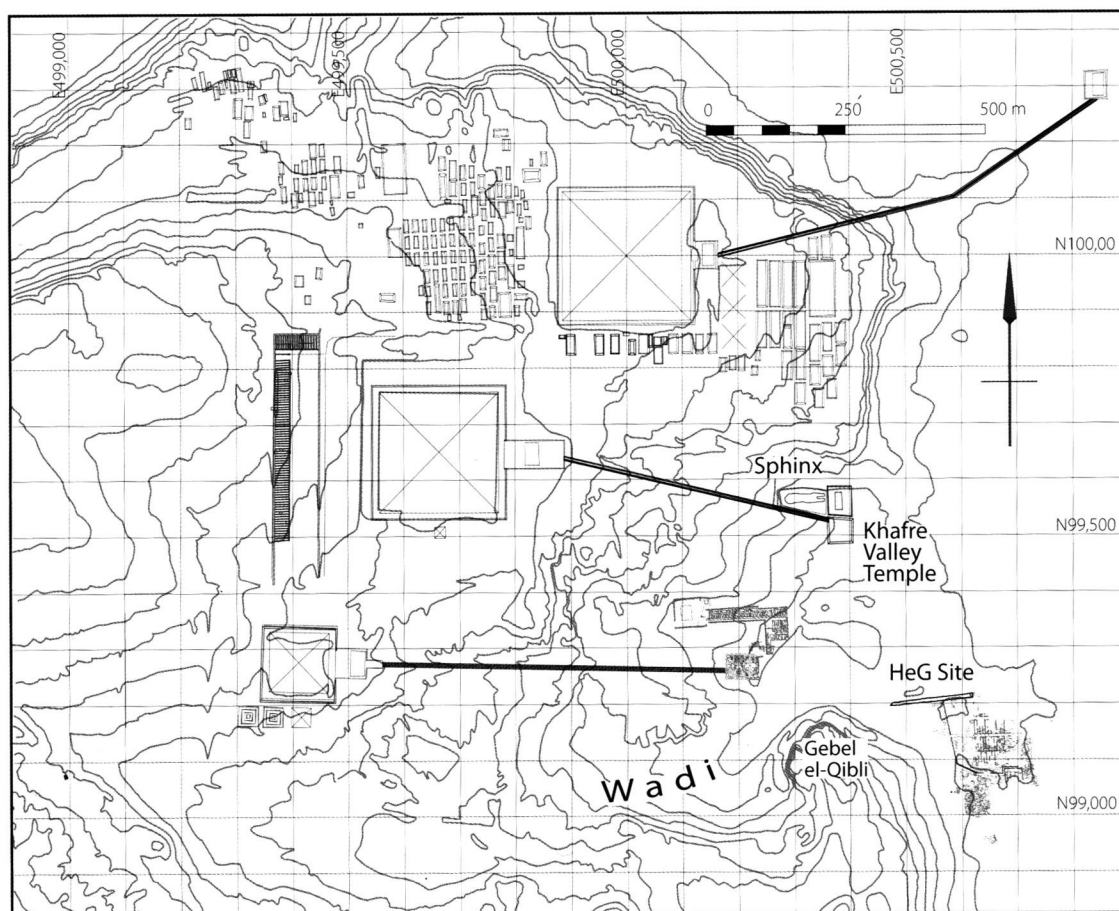 E499,000
E499,500
E500,000
E500,500
0
250
500 m
N100,00
Sphinx
Khafre
Valley
Temple
N99,500
HeG Site
Gebel
el-Qibli
Wadi
N99,000